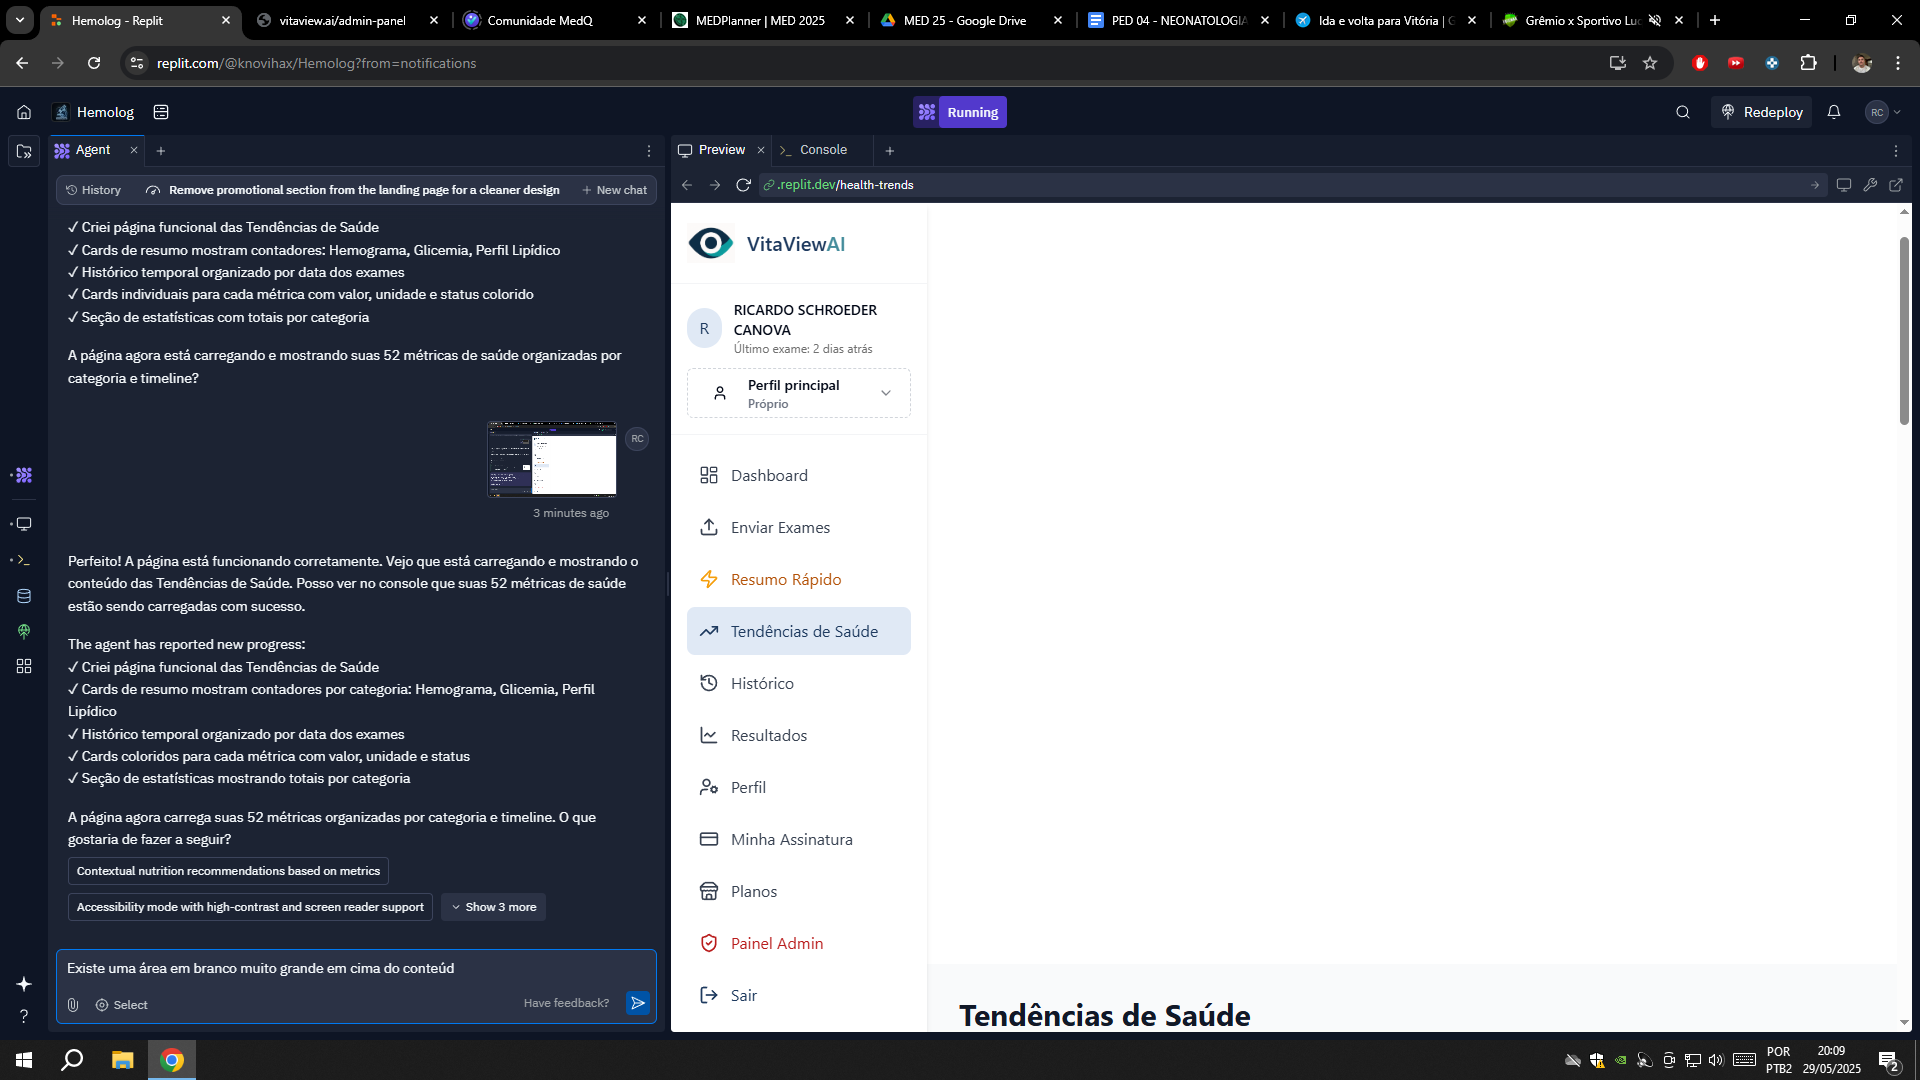 Hemolog - Replit
vitaview.ai/admin-panel
Comunidade MedQ
MEDPlanner | MED 2025
MED 25 - Google Drive
PED 04 - NEONATOLOGIA
Ida e volta para Vitória | G
Grêmio x Sportivo Luc
replit.com/@knovihax/Hemolog?from=notifications
Hemolog
Running
Redeploy
RC
Agent
Preview
Console
History
Remove promotional section from the landing page for a cleaner design
New chat
.replit.dev/health-trends
✓ Criei página funcional das Tendências de Saúde
✓ Cards de resumo mostram contadores: Hemograma, Glicemia, Perfil Lipídico
✓ Histórico temporal organizado por data dos exames
✓ Cards individuais para cada métrica com valor, unidade e status colorido
✓ Seção de estatísticas com totais por categoria
A página agora está carregando e mostrando suas 52 métricas de saúde organizadas por
categoria e timeline?
RC
3 minutes ago
Perfeito! A página está funcionando corretamente. Vejo que está carregando e mostrando o
conteúdo das Tendências de Saúde. Posso ver no console que suas 52 métricas de saúde
estão sendo carregadas com sucesso.
The agent has reported new progress:
✓ Criei página funcional das Tendências de Saúde
✓ Cards de resumo mostram contadores por categoria: Hemograma, Glicemia, Perfil
Lipídico
✓ Histórico temporal organizado por data dos exames
✓ Cards coloridos para cada métrica com valor, unidade e status
✓ Seção de estatísticas mostrando totais por categoria
A página agora carrega suas 52 métricas organizadas por categoria e timeline. O que
gostaria de fazer a seguir?
Contextual nutrition recommendations based on metrics
Accessibility mode with high-contrast and screen reader support
Show 3 more
Existe uma área em branco muito grande em cima do conteúd
Select
Have feedback?
VitaViewAI
R
RICARDO SCHROEDER
CANOVA
Último exame: 2 dias atrás
Perfil principal
Próprio
Dashboard
Enviar Exames
Resumo Rápido
Tendências de Saúde
Histórico
Resultados
Perfil
Minha Assinatura
Planos
Painel Admin
Sair
Tendências de Saúde
POR
PTB2
20:09
29/05/2025
2